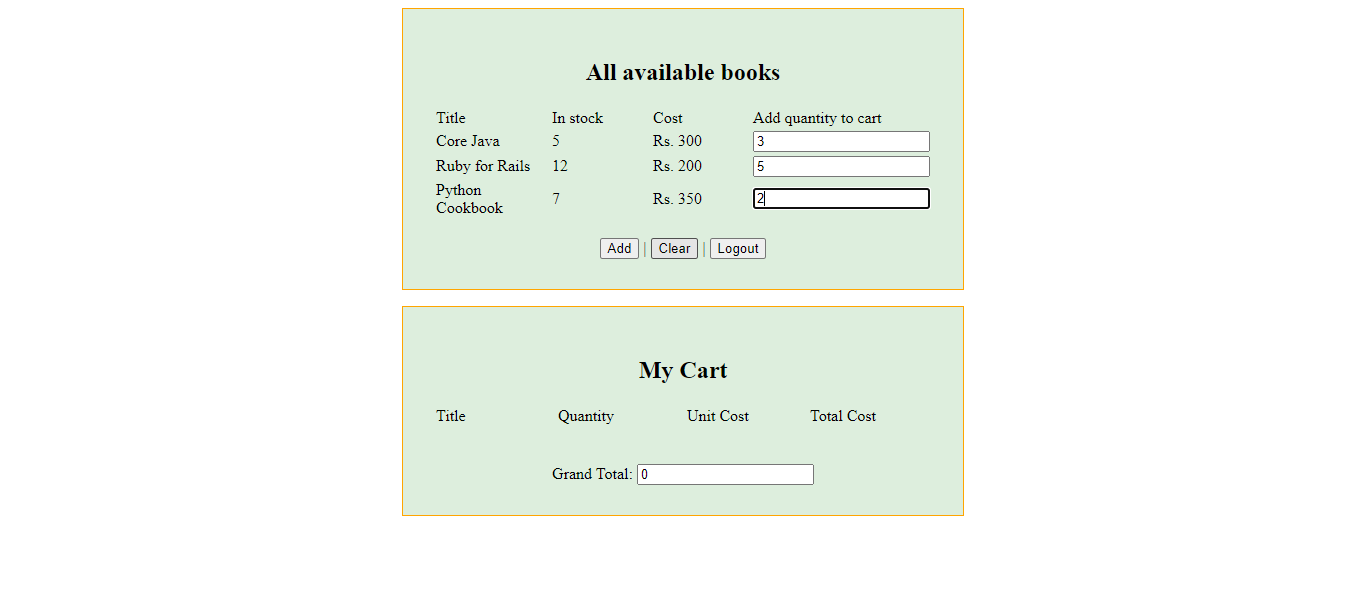 All available books
Title In stock Cost Add quantity to cart
Core Java 5 Rs. 300 3
Ruby for Rails 12 Rs. 200 5
Python Cookbook 7 Rs. 350 2
Add | Clear | Logout
My Cart
Title Quantity Unit Cost Total Cost
Grand Total: 0